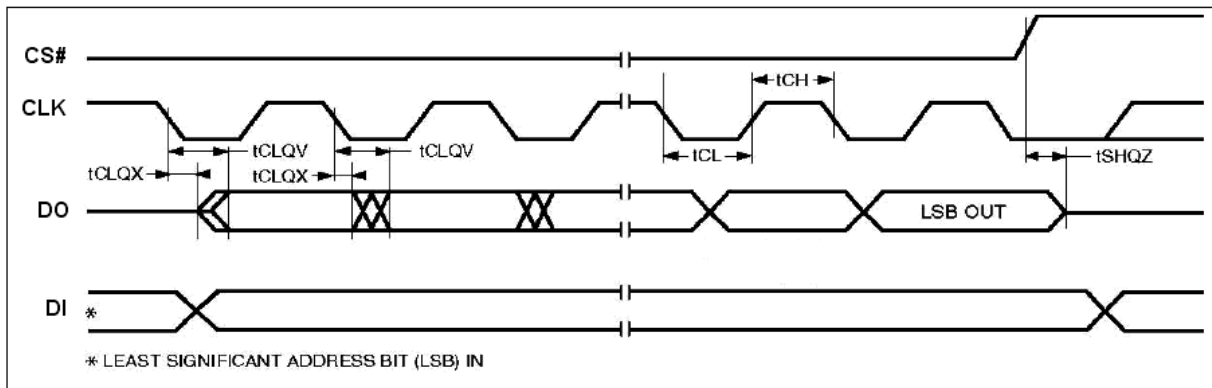 CS#
CLK
tCH
tCLQV
tCLQV
tCL
tSHQZ
tCLQX
tCLQX
DO
LSB OUT
DI
*
* LEAST SIGNIFICANT ADDRESS BIT (LSB) IN